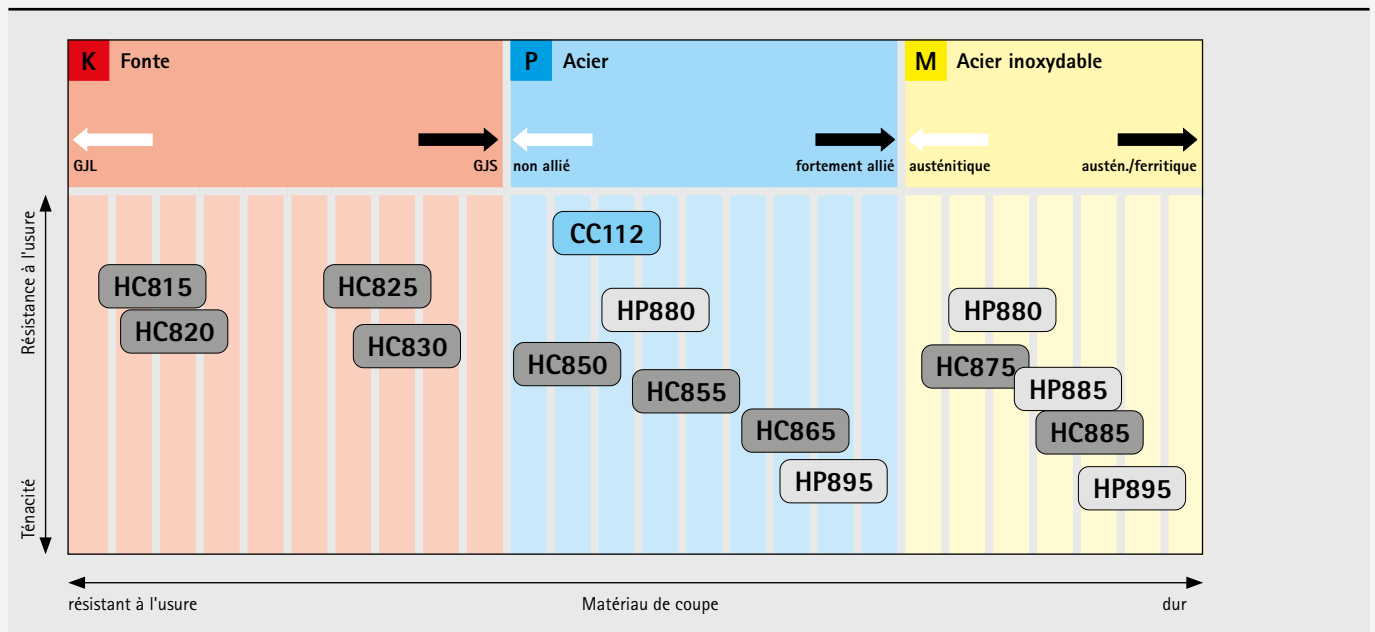 K Fonte
P Acier
M Acier inoxydable
GJL
GJS
non allié
fortement allié
austénitique
austén./ferritique
Résistance à l'usure
Ténacité
CC112
HC815
HC825
HP880
HP880
HC820
HC830
HC850
HC875
HC855
HP885
HC865
HC885
HP895
HP895
résistant à l'usure
Matériau de coupe
dur